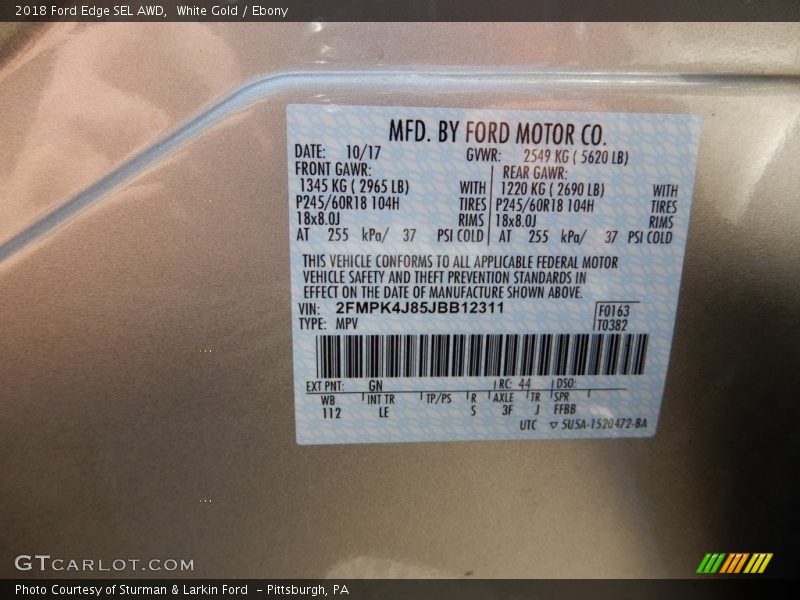 2018 Ford Edge SEL AWD,  White Gold / Ebony
MFD. BY FORD MOTOR CO.
DATE: 10/17 GVWR: 2549 KG ( 5620 LB)
FRONT GAWR: REAR GAWR:
1345 KG ( 2965 LB) WITH 1220 KG ( 2690 LB) WITH
P245/60R18 104H TIRES P245/60R18 104H TIRES
18x8.0J RIMS 18x8.0J RIMS
AT 255 kPa/ 37 PSI COLD AT 255 kPa/ 37 PSI COLD
THIS VEHICLE CONFORMS TO ALL APPLICABLE FEDERAL MOTOR
VEHICLE SAFETY AND THEFT PREVENTION STANDARDS IN
EFFECT ON THE DATE OF MANUFACTURE SHOWN ABOVE.
VIN: 2FMPK4J85JBB12311 F0163
TYPE: MPV T0382
EXT PNT: GN RC: 44 DSO:
WB INT TR TP/PS R AXLE TR SPR
112 LE S 3F J FFBB
UTC ▽ 5U5A-1520472-BA
GTCARLOT.COM
Photo Courtesy of Sturman & Larkin Ford  - Pittsburgh, PA